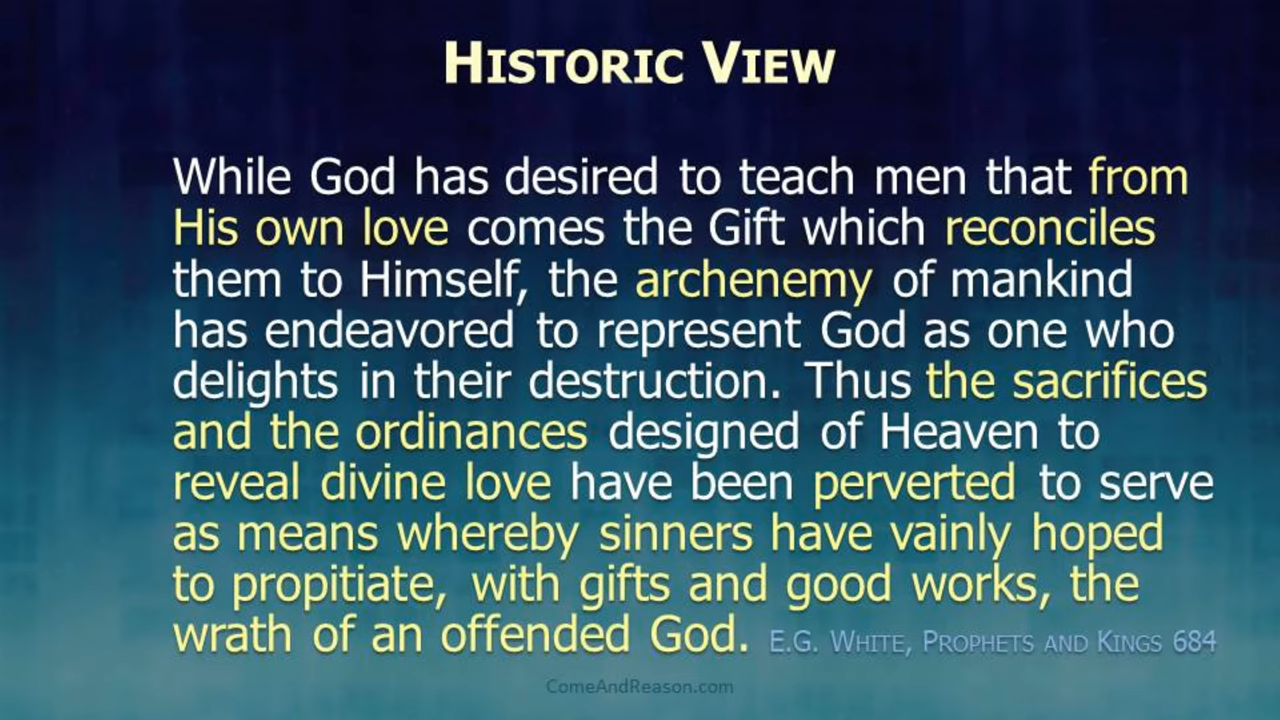 HISTORIC VIEW
While God has desired to teach men that from
His own love comes the Gift which reconciles
them to Himself, the archenemy of mankind
has endeavored to represent God as one who
delights in their destruction. Thus the sacrifices
and the ordinances designed of Heaven to
reveal divine love have been perverted to serve
as means whereby sinners have vainly hoped
to propitiate, with gifts and good works, the
wrath of an offended God. E.G. WHITE, PROPHETS AND KINGS 684
ComeAndReason.com